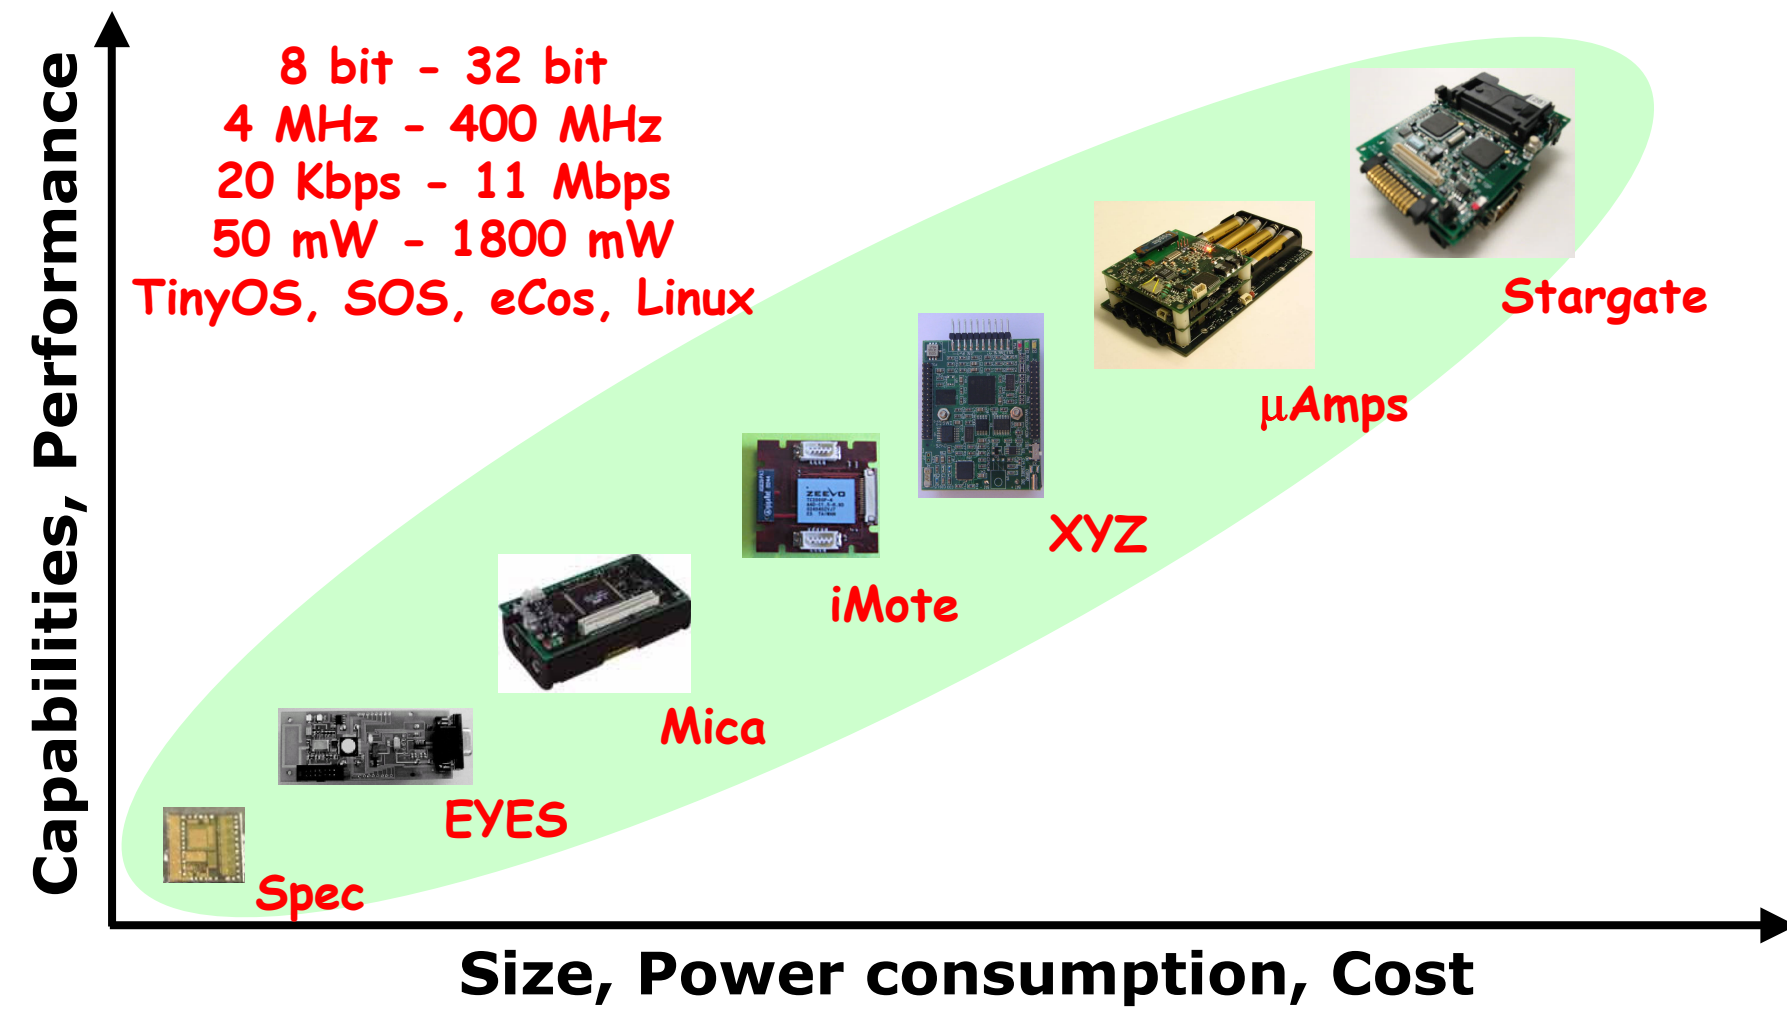 8 bit - 32 bit
4 MHz - 400 MHz
20 Kbps - 11 Mbps
50 mW - 1800 mW
TinyOS, SOS, eCos, Linux
Capabilities, Performance
Stargate
μAmps
ZEEVO
XYZ
iMote
Mica
EYES
Spec
Size, Power consumption, Cost